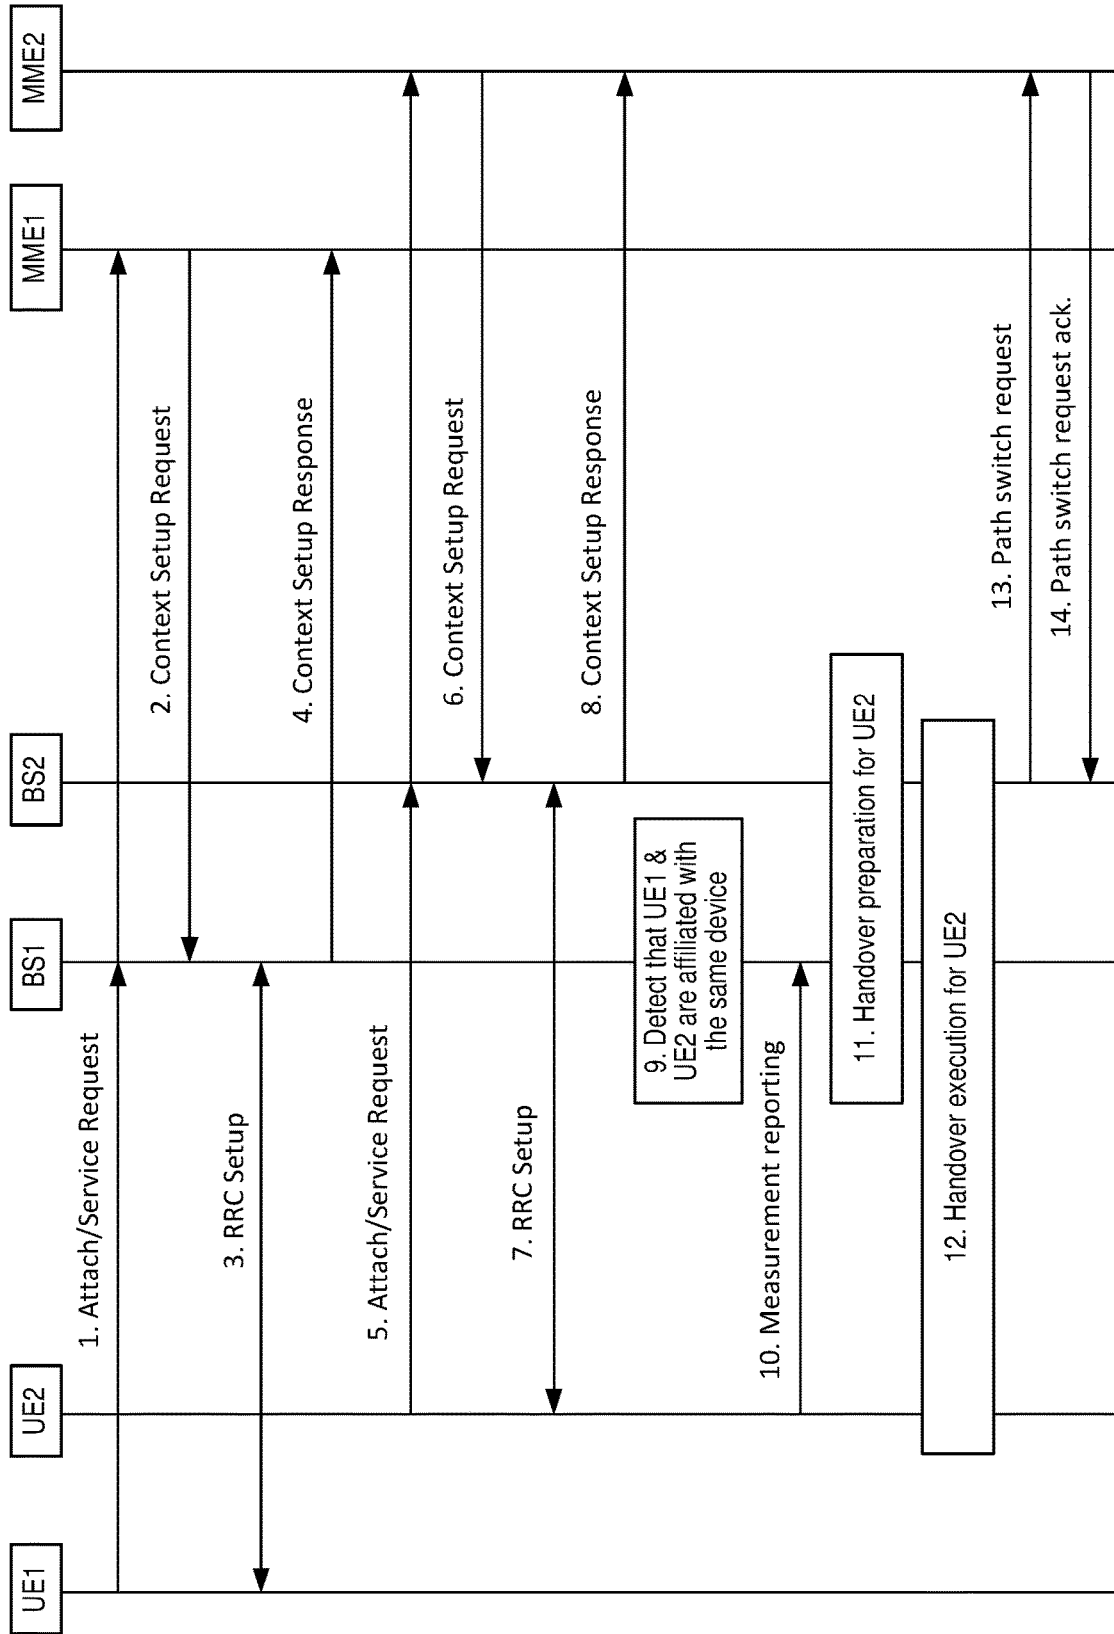 UE1
UE2
BS1
BS2
MME1
MME2
1. Attach/Service Request
2. Context Setup Request
3. RRC Setup
4. Context Setup Response
5. Attach/Service Request
6. Context Setup Request
7. RRC Setup
8. Context Setup Response
9. Detect that UE1 &
UE2 are affiliated with
the same device
10. Measurement reporting
11. Handover preparation for UE2
12. Handover execution for UE2
13. Path switch request
14. Path switch request ack.